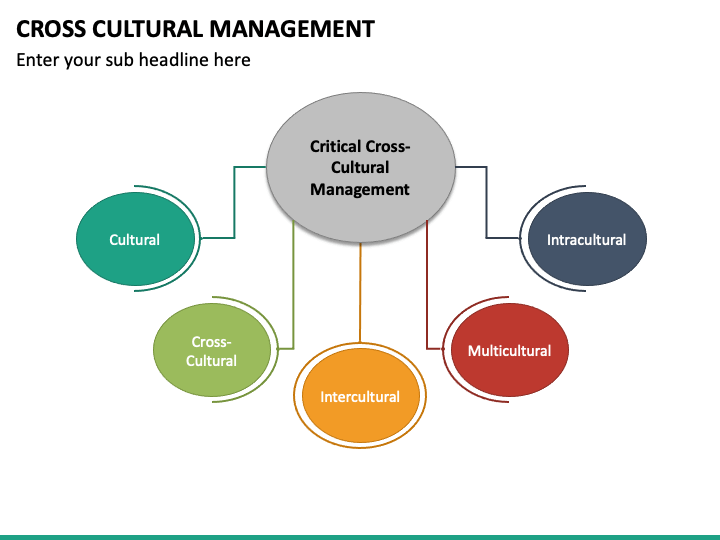 CROSS CULTURAL MANAGEMENT
Enter your sub headline here
Critical Cross-
Cultural
Management
Cultural
Intracultural
Cross-
Cultural
Multicultural
Intercultural